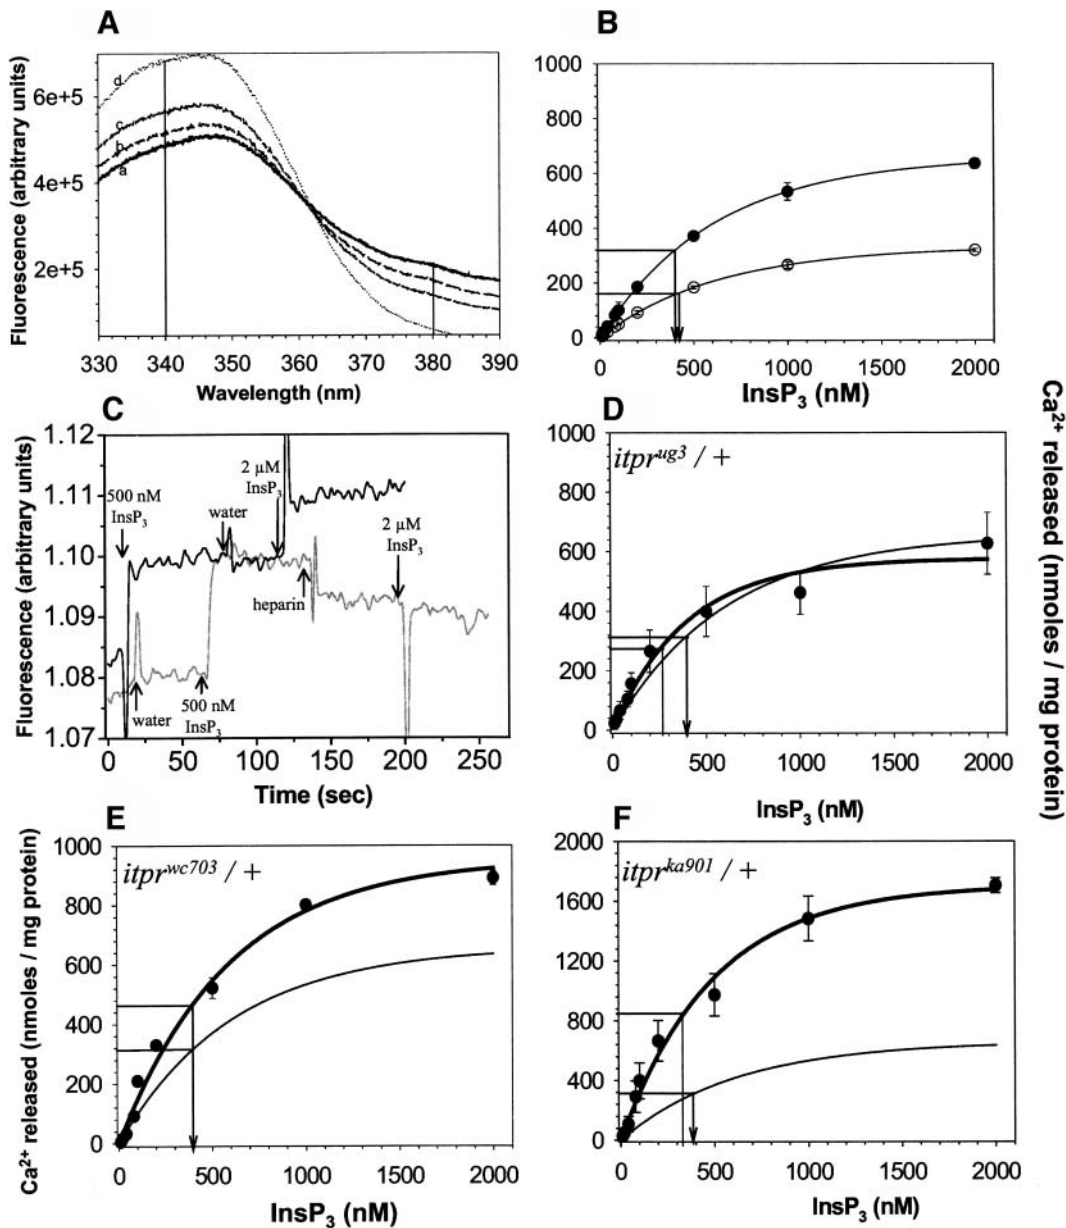 A
Fluorescence (arbitrary units)
6e+5
4e+5
2e+5
d
c
b
a
330 340 350 360 370 380 390
Wavelength (nm)
B
1000
800
600
400
200
0
0 500 1000 1500 2000
InsP3 (nM)
C
Fluorescence (arbitrary units)
1.12
1.11
1.10
1.09
1.08
1.07
500 nM
InsP3
water
2 µM
InsP3
2 µM
InsP3
heparin
water
500 nM
InsP3
0 50 100 150 200 250
Time (sec)
D
itpr^ug3 / +
1000
800
600
400
200
0
0 500 1000 1500 2000
InsP3 (nM)
Ca2+ released (nmoles / mg protein)
E
itpr^wc703 / +
Ca2+ released (nmoles / mg protein)
1000
800
600
400
200
0
0 500 1000 1500 2000
InsP3 (nM)
F
itpr^ka901 / +
2000
1600
1200
800
400
0
0 500 1000 1500 2000
InsP3 (nM)